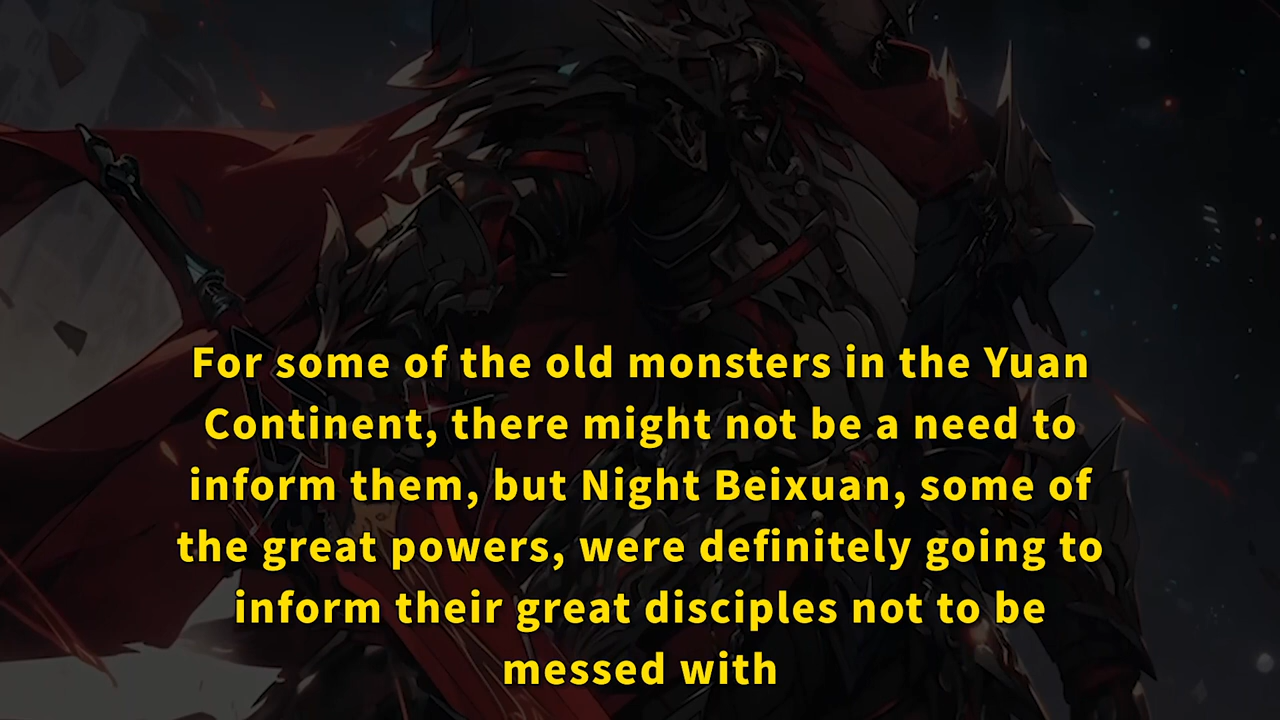 For some of the old monsters in the Yuan
Continent, there might not be a need to
inform them, but Night Beixuan, some of
the great powers, were definitely going to
inform their great disciples not to be
messed with